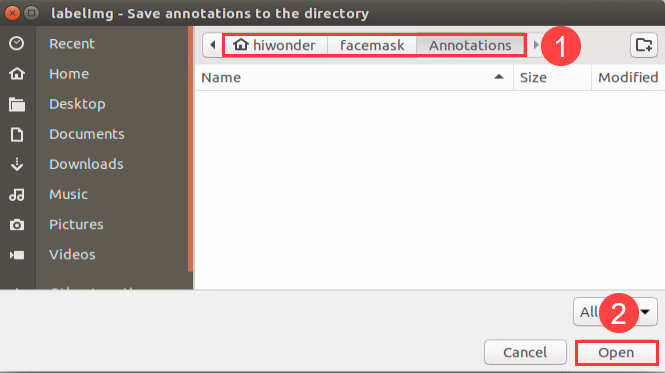 labelImg - Save annotations to the directory
Recent
Home
Desktop
Documents
Downloads
Music
Pictures
Videos
hiwonder facemask Annotations 1
Name Size Modified
All 2
Cancel Open